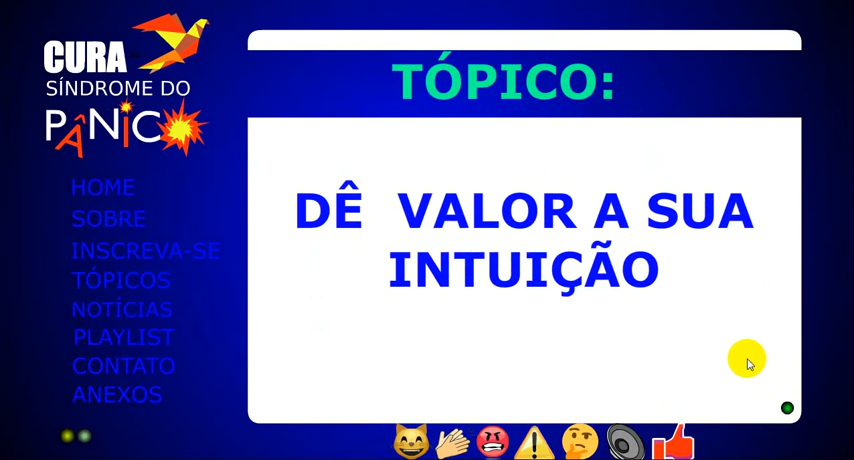 CURA
SÍNDROME DO
PÂNiCO
HOME
SOBRE
INSCREVA-SE
TÓPICOS
NOTÍCIAS
PLAYLIST
CONTATO
ANEXOS
TÓPICO:
DÊ VALOR A SUA
INTUIÇÃO